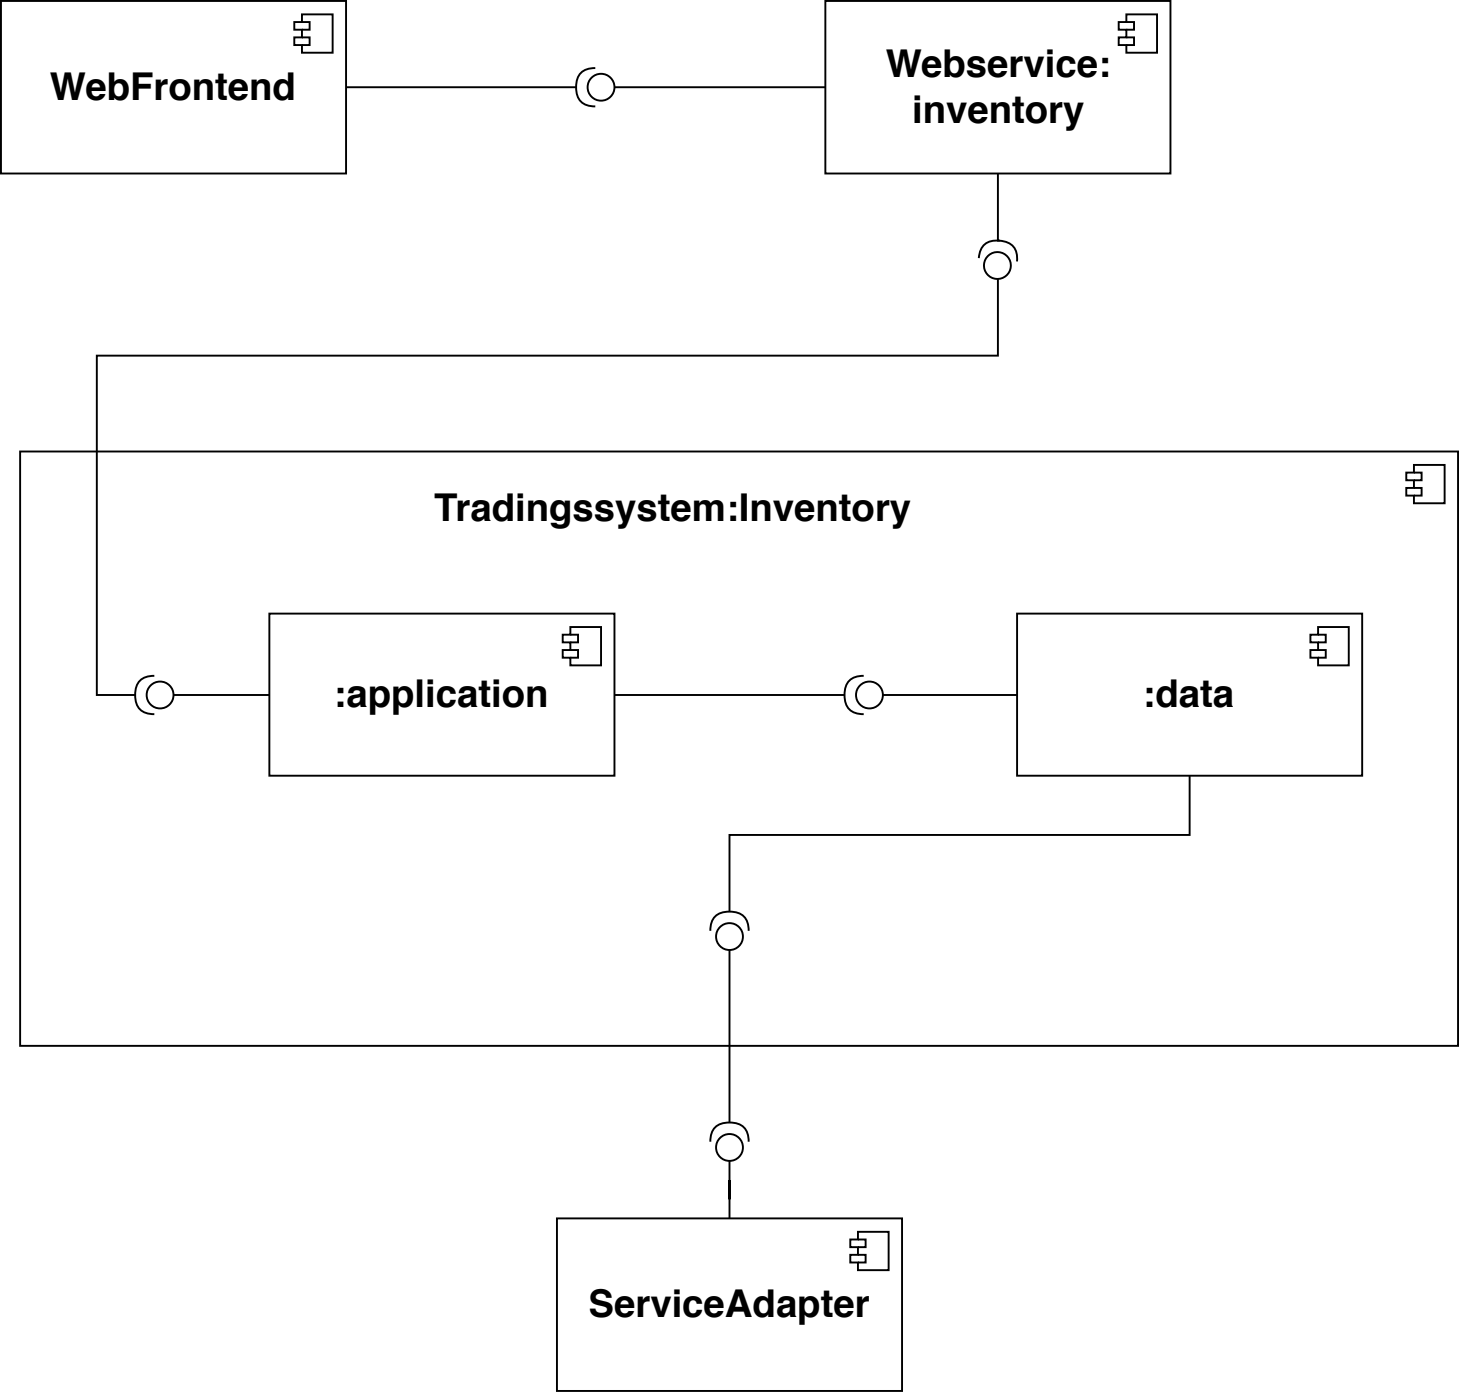 WebFrontend
Webservice:
inventory
Tradingssystem:Inventory
:application
:data
ServiceAdapter